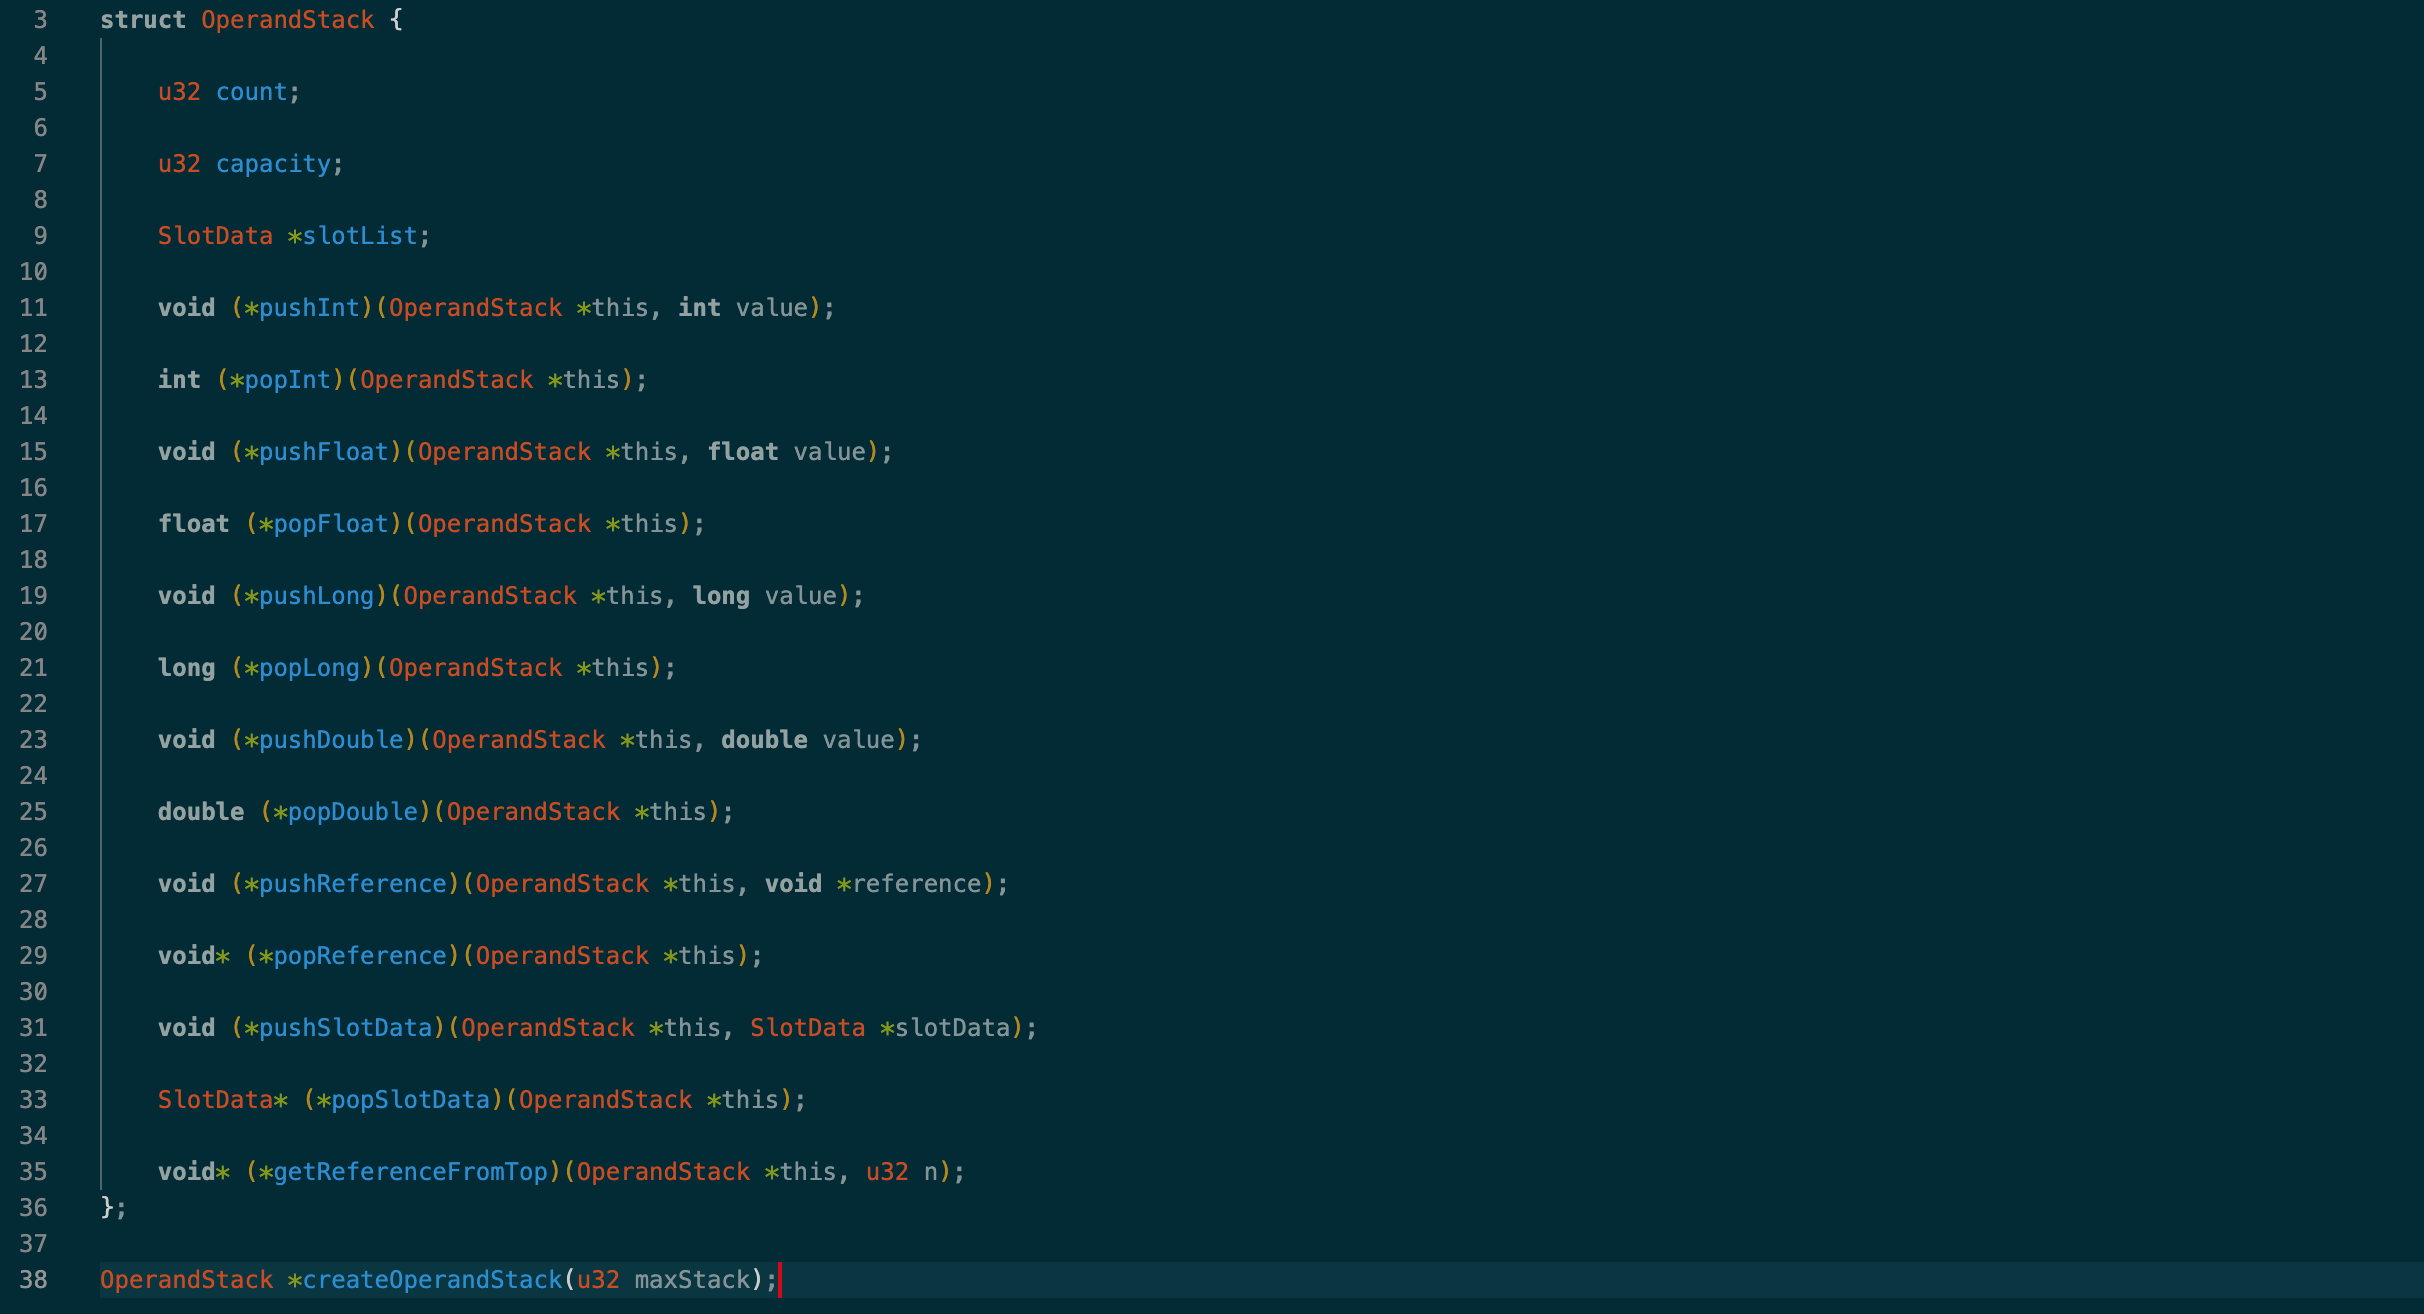 3 struct OperandStack {
4
5 u32 count;
6
7 u32 capacity;
8
9 SlotData *slotList;
10
11 void (*pushInt)(OperandStack *this, int value);
12
13 int (*popInt)(OperandStack *this);
14
15 void (*pushFloat)(OperandStack *this, float value);
16
17 float (*popFloat)(OperandStack *this);
18
19 void (*pushLong)(OperandStack *this, long value);
20
21 long (*popLong)(OperandStack *this);
22
23 void (*pushDouble)(OperandStack *this, double value);
24
25 double (*popDouble)(OperandStack *this);
26
27 void (*pushReference)(OperandStack *this, void *reference);
28
29 void* (*popReference)(OperandStack *this);
30
31 void (*pushSlotData)(OperandStack *this, SlotData *slotData);
32
33 SlotData* (*popSlotData)(OperandStack *this);
34
35 void* (*getReferenceFromTop)(OperandStack *this, u32 n);
36 };
37
38 OperandStack *createOperandStack(u32 maxStack);